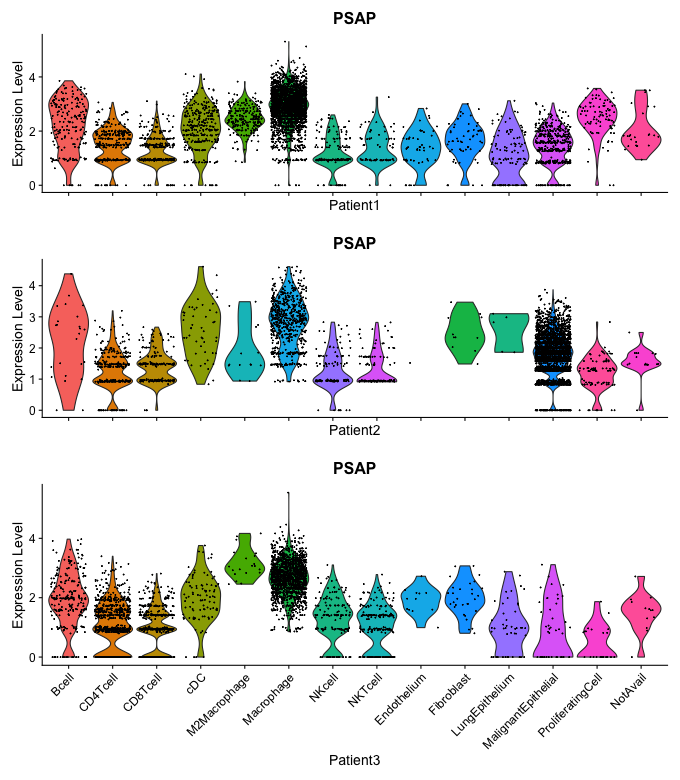 PSAP
Expression Level
4
2
0
Patient1
PSAP
Expression Level
4
3
2
1
0
Patient2
PSAP
Expression Level
4
2
0
Bcell
CD4Tcell
CD8Tcell
cDC
M2Macrophage
Macrophage
NKcell
NKTcell
Endothelium
Fibroblast
LungEpithelium
MalignantEpithelial
ProliferatingCell
NotAvail
Patient3